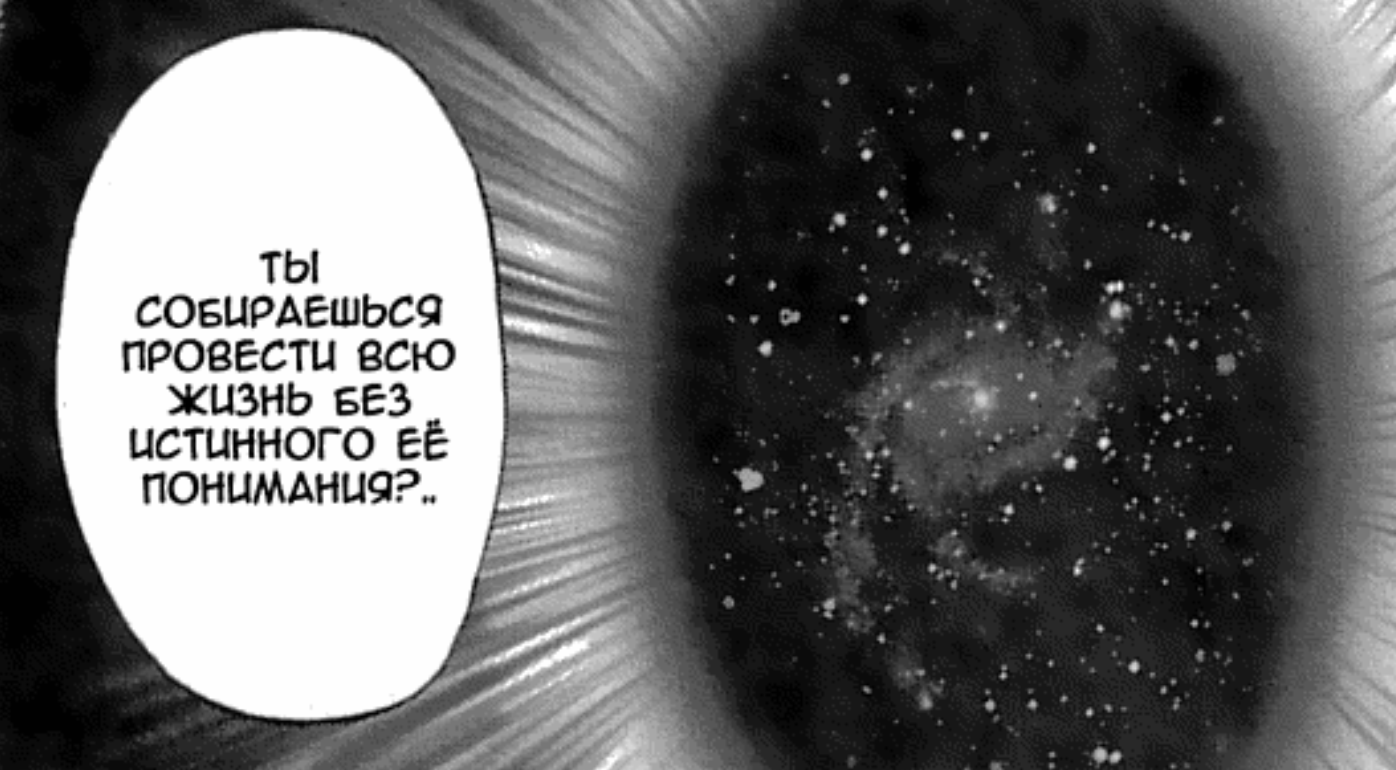 ТЫ
СОБИРАЕШЬСЯ
ПРОВЕСТИ ВСЮ
ЖИЗНЬ БЕЗ
ИСТИННОГО ЕЁ
ПОНИМАНИЯ?..